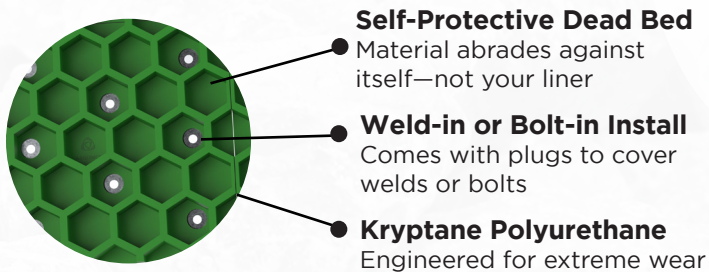 Self-Protective Dead Bed
Material abrades against
itself—not your liner
Weld-in or Bolt-in Install
Comes with plugs to cover
welds or bolts
Kryptane Polyurethane
Engineered for extreme wear